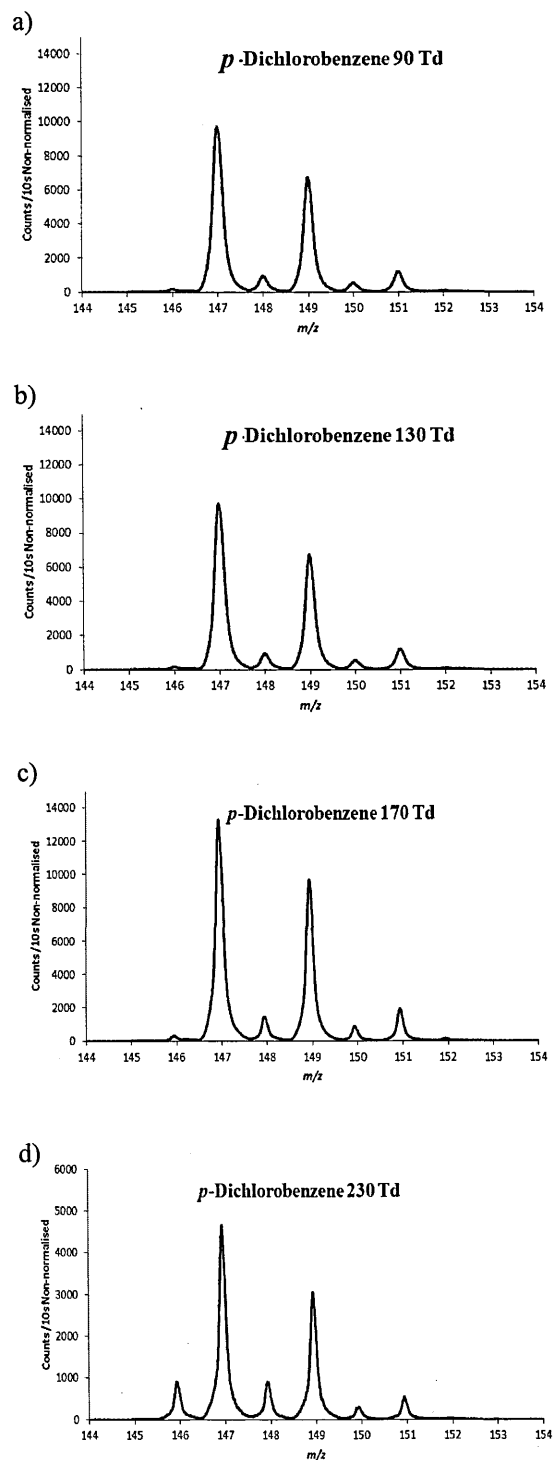 a)
p-Dichlorobenzene 90 Td
Counts/10s Non-normalised
14000
12000
10000
8000
6000
4000
2000
0
144 145 146 147 148 149 150 151 152 153 154
m/z
b)
p-Dichlorobenzene 130 Td
Counts/10s Non-normalised
14000
12000
10000
8000
6000
4000
2000
0
144 145 146 147 148 149 150 151 152 153 154
m/z
c)
p-Dichlorobenzene 170 Td
Counts/10s Non-normalised
14000
12000
10000
8000
6000
4000
2000
0
144 145 146 147 148 149 150 151 152 153 154
m/z
d)
p-Dichlorobenzene 230 Td
Counts/10s Non-normalised
6000
5000
4000
3000
2000
1000
0
144 145 146 147 148 149 150 151 152 153 154
m/z